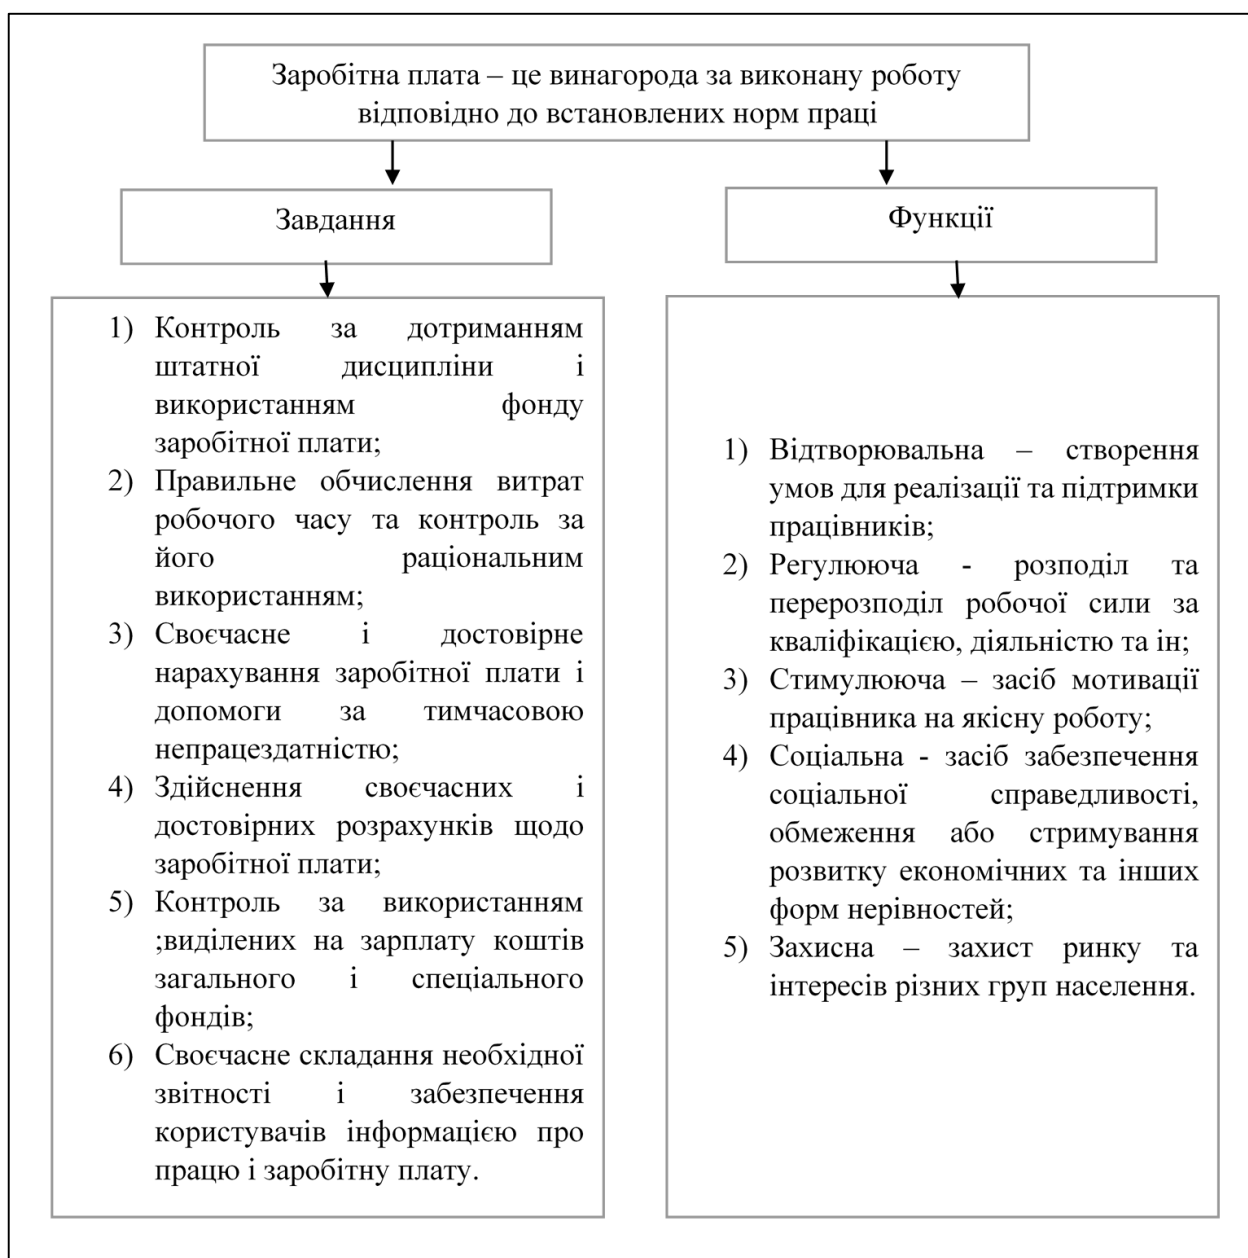 Заробітна плата – це винагорода за виконану роботу
відповідно до встановлених норм праці
Завдання
Функції
1) Контроль за дотриманням
штатної дисципліни і
використанням фонду
заробітної плати;
2) Правильне обчислення витрат
робочого часу та контроль за
його раціональним
використанням;
3) Своєчасне і достовірне
нарахування заробітної плати і
допомоги за тимчасовою
непрацездатністю;
4) Здійснення своєчасних і
достовірних розрахунків щодо
заробітної плати;
5) Контроль за використанням
;виділених на зарплату коштів
загального і спеціального
фондів;
6) Своєчасне складання необхідної
звітності і забезпечення
користувачів інформацією про
працю і заробітну плату.
1) Відтворювальна – створення
умов для реалізації та підтримки
працівників;
2) Регулююча - розподіл та
перерозподіл робочої сили за
кваліфікацією, діяльністю та ін;
3) Стимулююча – засіб мотивації
працівника на якісну роботу;
4) Соціальна - засіб забезпечення
соціальної справедливості,
обмеження або стримування
розвитку економічних та інших
форм нерівностей;
5) Захисна – захист ринку та
інтересів різних груп населення.